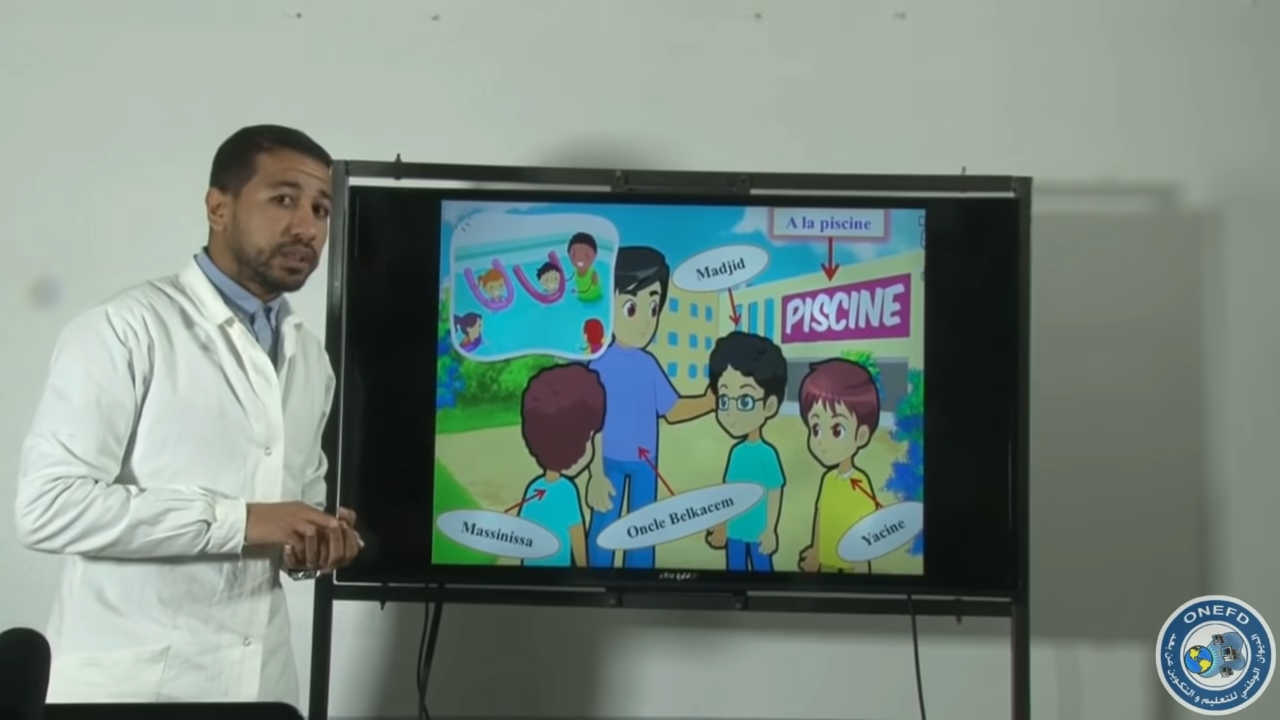 A la piscine
Madjid
PISCINE
Massinissa
Oncle Belkacem
Yacine
ONEFD
الديوان الوطني للتعليم و التكوين عن بعد